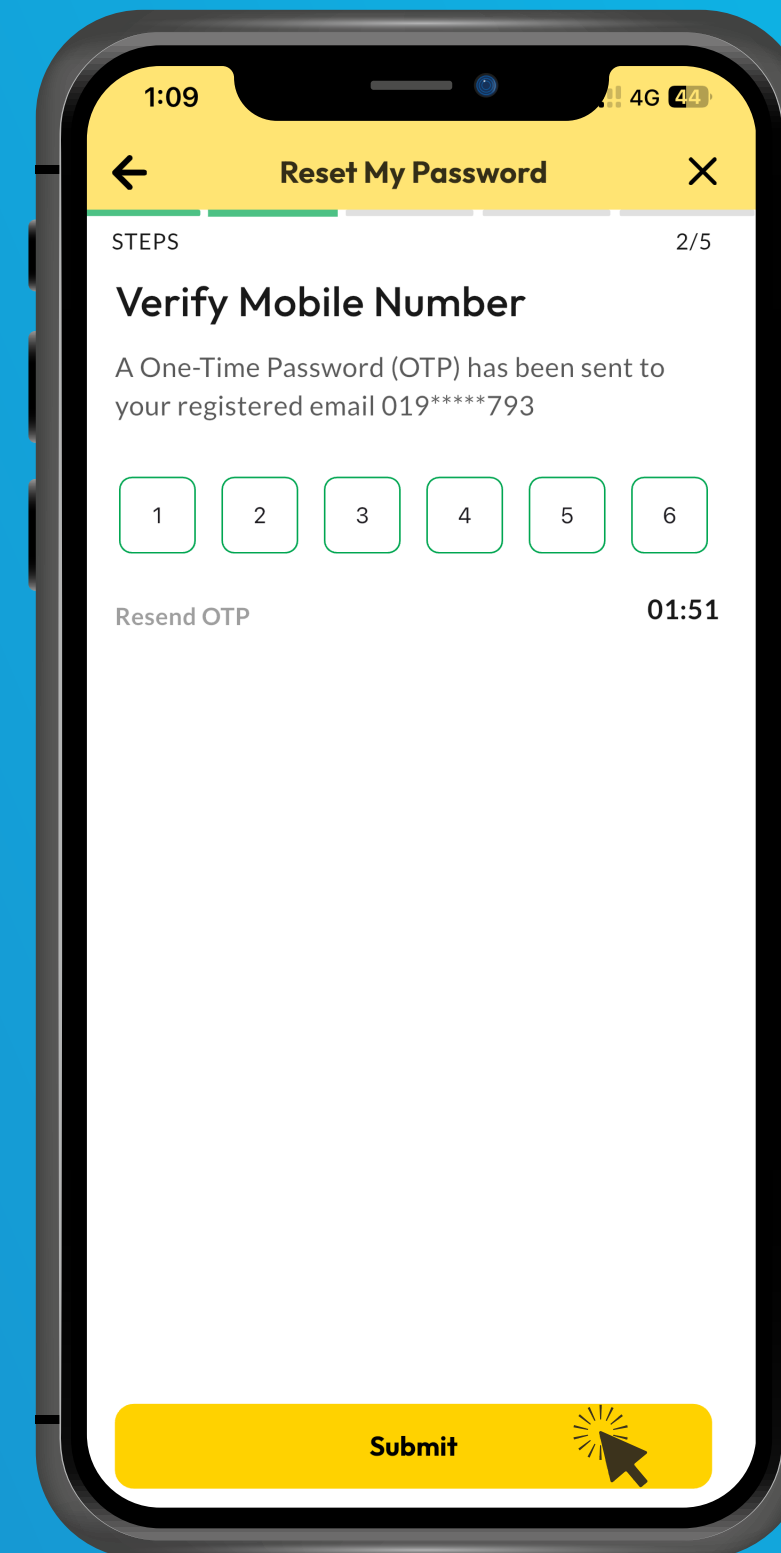 1:09 4G 44
Reset My Password
STEPS 2/5
Verify Mobile Number
A One-Time Password (OTP) has been sent to
your registered email 019*****793
1 2 3 4 5 6
Resend OTP 01:51
Submit